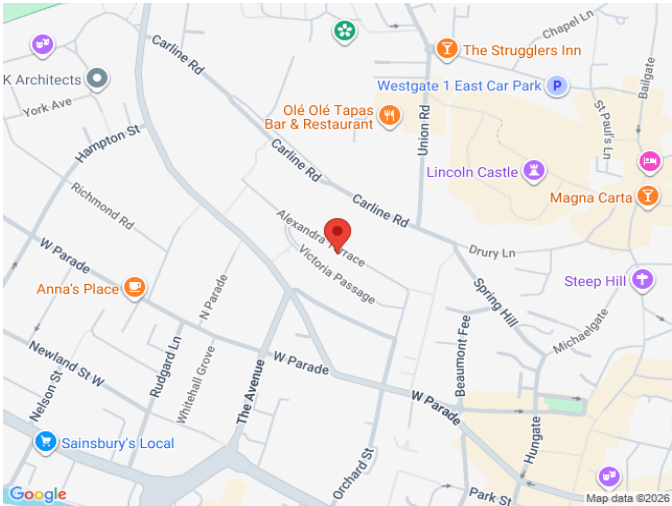 Chapel Ln
Carline Rd
The Strugglers Inn
Bailgate
K Architects
Westgate 1 East Car Park
P
York Ave
Olé Olé Tapas
Bar & Restaurant
St Paul's Ln
Hampton St
Union Rd
Carline Rd
Lincoln Castle
Richmond Rd
Magna Carta
Carline Rd
Alexandra Terrace
W Parade
Drury Ln
Victoria Passage
Steep Hill
Anna's Place
N Parade
Spring Hill
Michaelgate
Beaumont Fee
Newland St W
Rudgard Ln
Whitehall Grove
W Parade
The Avenue
Nelson St
W Parade
Hungate
Sainsbury's Local
Orchard St
Park St
Google
Map data ©2026